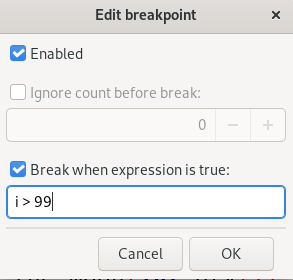 Edit breakpoint ×
Enabled
Ignore count before break:
0 − +
Break when expression is true:
i > 99
Cancel OK